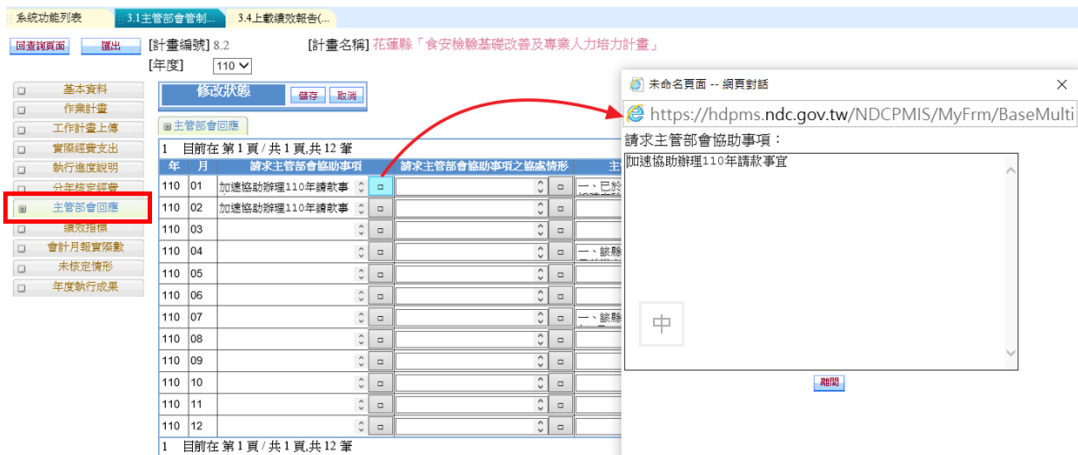 系統功能列表
3.1主管部會管制...
3.4上載績效報告(...
回查詢頁面 匯出 [計畫編號] 8.2 [計畫名稱] 花蓮縣「食安檢驗基礎改善及專業人力培力計畫」
[年度] 110
基本資料
作業計畫
工作計畫上傳
實際經費支出
執行進度說明
分年核定經費
主管部會回應
績效指標
會計月報實際數
未核定情形
年度執行成果
修改狀態 儲存 取消
主管部會回應
1 目前在 第 1 頁 / 共 1 頁,共 12 筆
年 月 請求主管部會協助事項 請求主管部會協助事項之協處情形 主
110 01 加速協助辦理110年請款事 一、已於
110 02 加速協助辦理110年請款事
110 03
110 04 一、該縣
110 05
110 06
110 07 一、該縣
110 08
110 09
110 10
110 11
110 12
1 目前在 第 1 頁 / 共 1 頁,共 12 筆
未命名頁面 -- 網頁對話
https://hdpms.ndc.gov.tw/NDCPMIS/MyFrm/BaseMulti
請求主管部會協助事項：
加速協助辦理110年請款事宜
中
離開